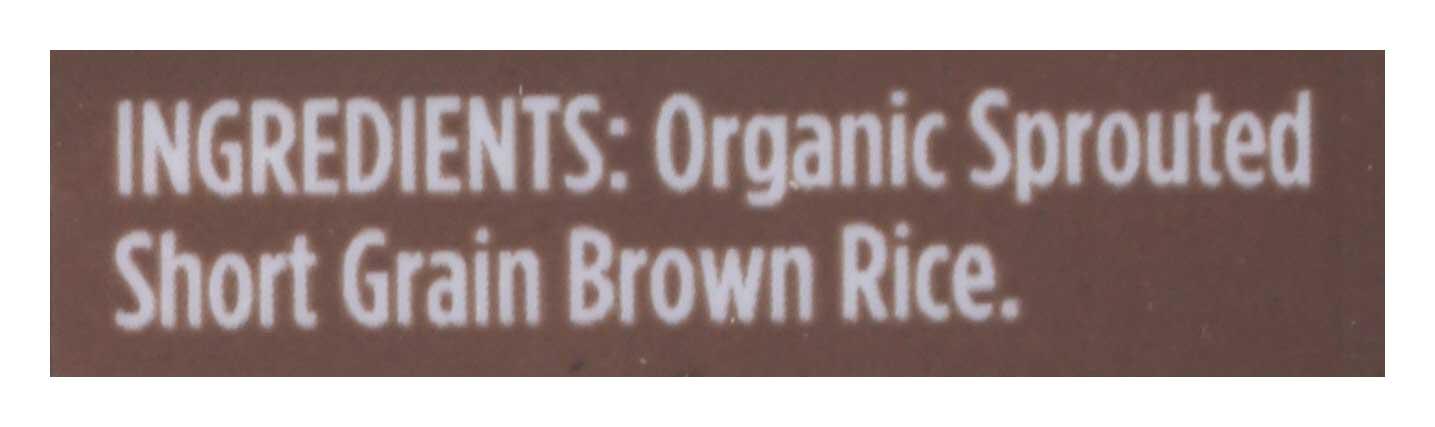 INGREDIENTS: Organic Sprouted
Short Grain Brown Rice.